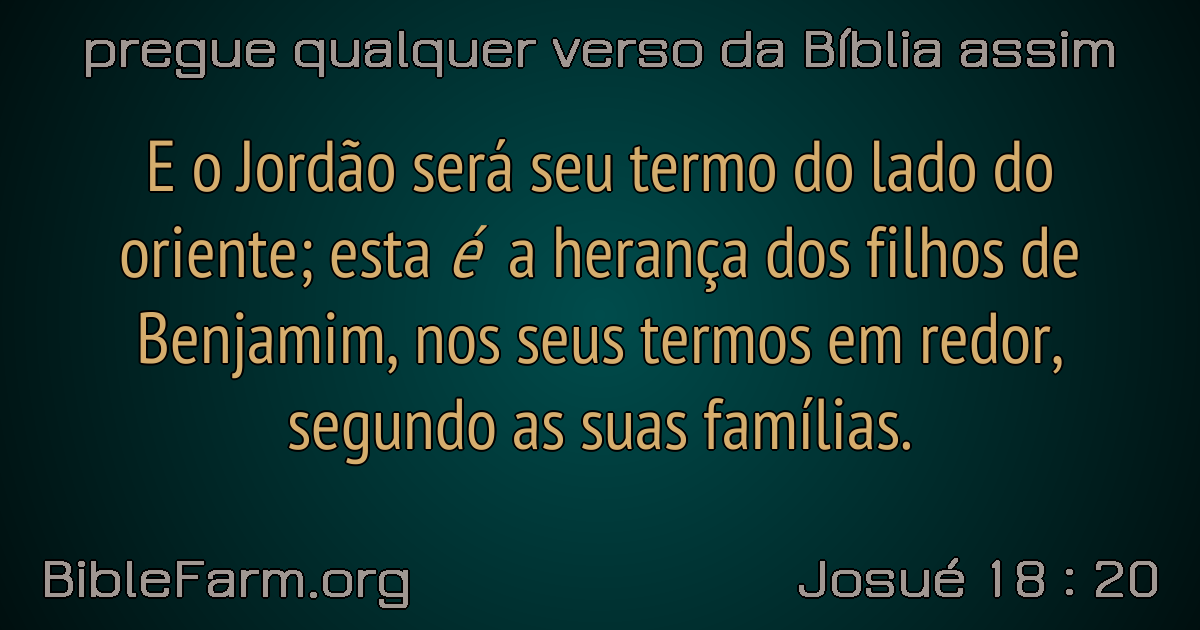 pregue qualquer verso da Bíblia assim
E o Jordão será seu termo do lado do
oriente; esta é a herança dos filhos de
Benjamim, nos seus termos em redor,
segundo as suas famílias.
BibleFarm.org
Josué 18 : 20